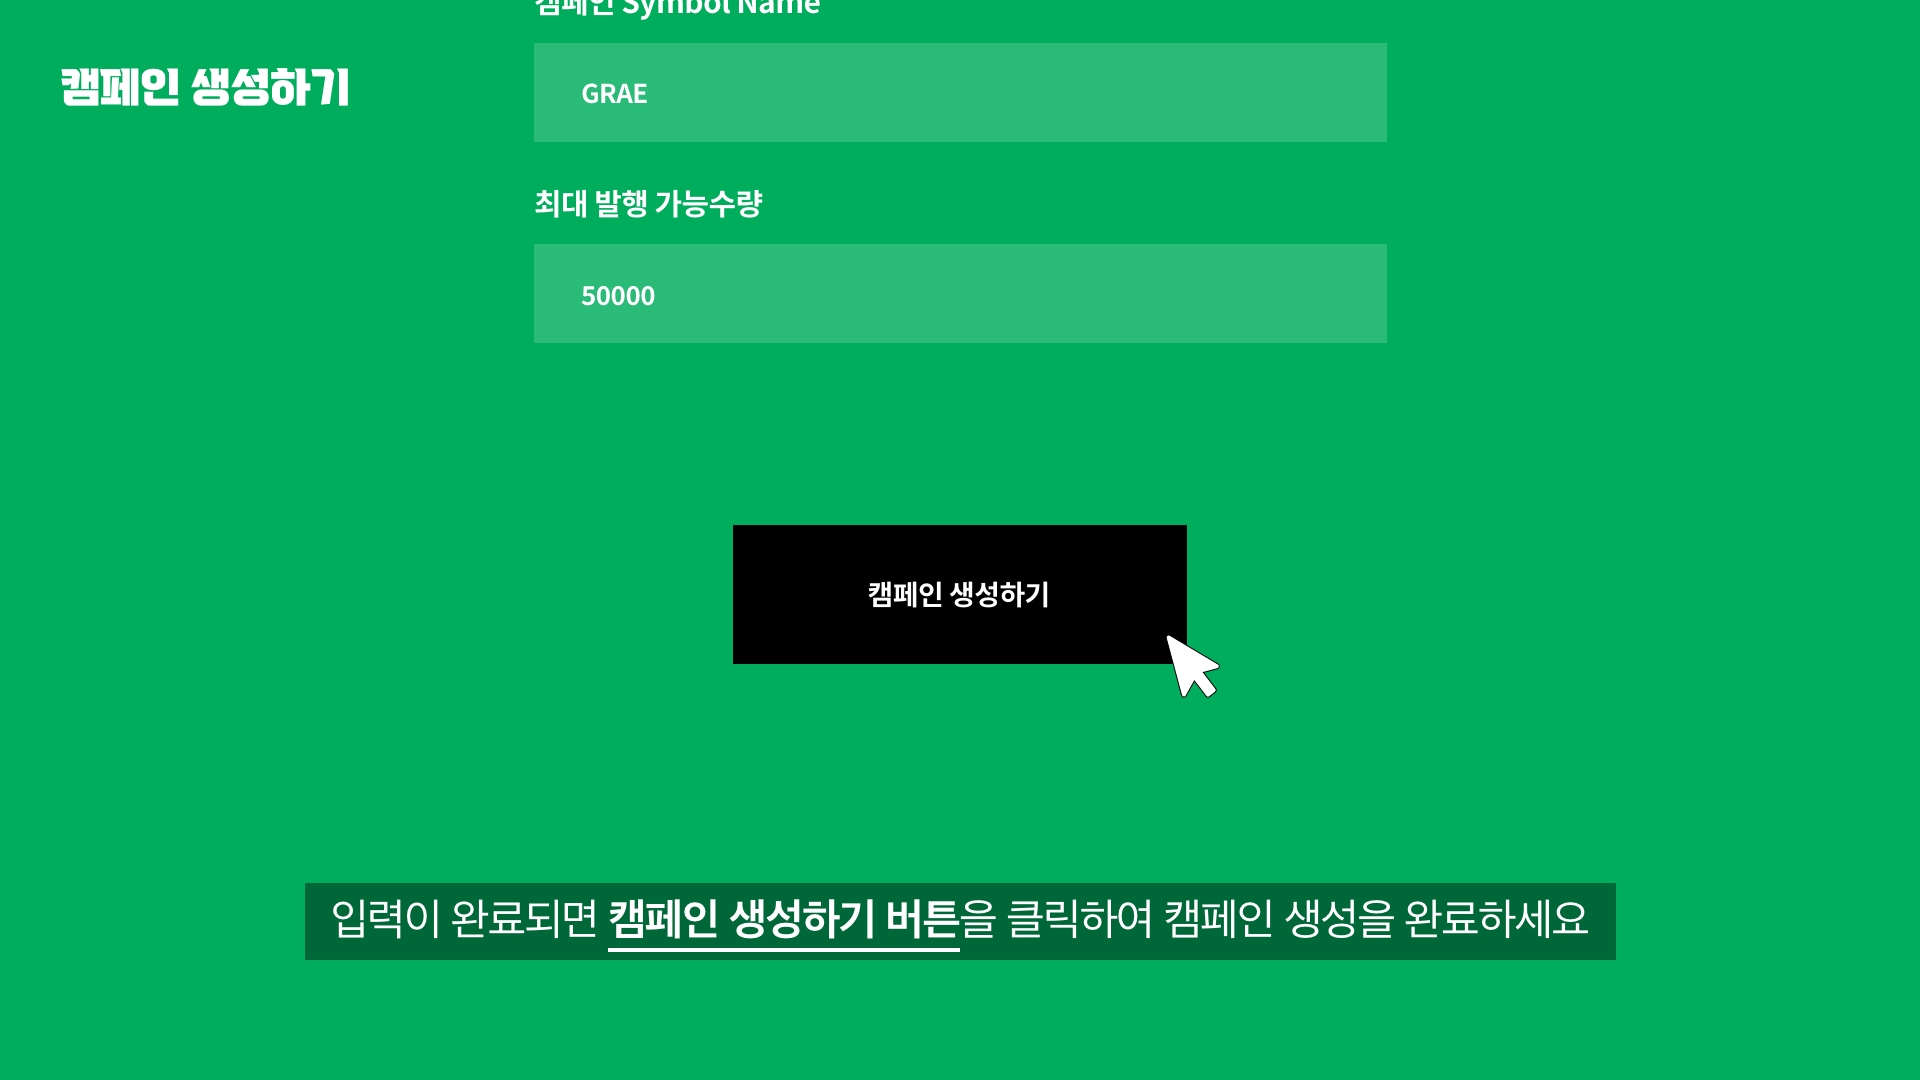 캠페인 Symbol Name
캠페인 생성하기
GRAE
최대 발행 가능수량
50000
캠페인 생성하기
입력이 완료되면 캠페인 생성하기 버튼을 클릭하여 캠페인 생성을 완료하세요